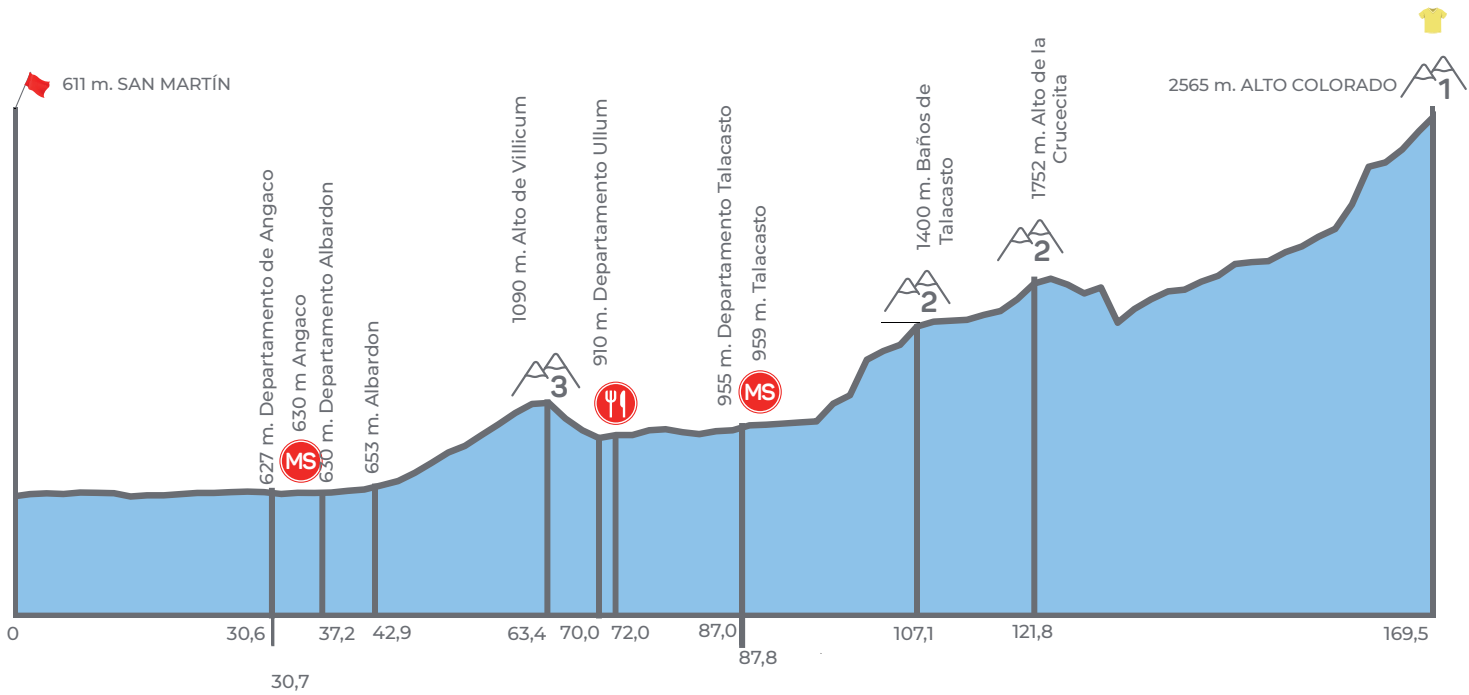 611 m. SAN MARTÍN
627 m. Departamento de Angaco
630 m Angaco
MS
630 m. Departamento Albardon
653 m. Albardon
1090 m. Alto de Villicum
3
910 m. Departamento Ullum
955 m. Departamento Talacasto
959 m. Talacasto
MS
1400 m. Baños de
Talacasto
2
1752 m. Alto de la
Crucecita
2
2565 m. ALTO COLORADO
1
0
30,6
37,2
42,9
63,4
70,0
72,0
87,0
107,1
121,8
169,5
30,7
87,8